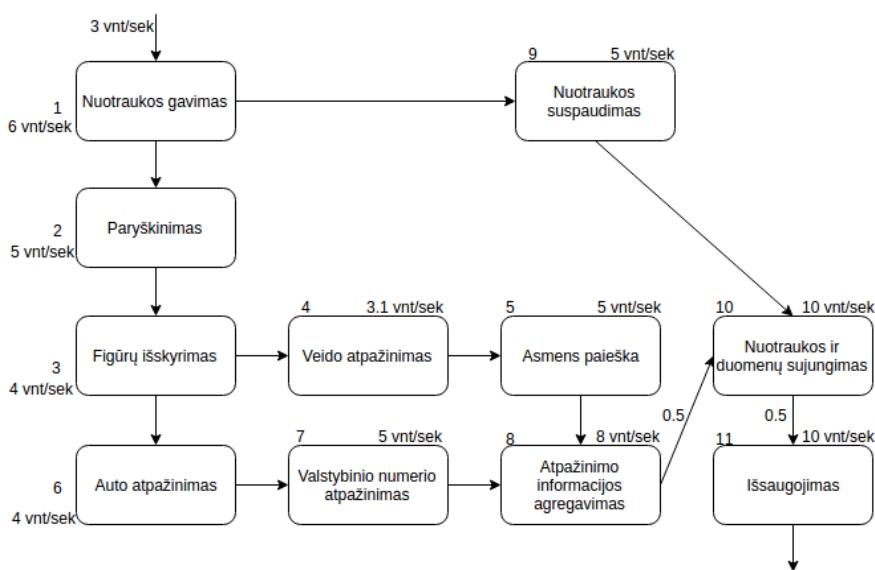 3 vnt/sek
1
6 vnt/sek
Nuotraukos gavimas
9
5 vnt/sek
Nuotraukos
suspaudimas
2
5 vnt/sek
Paryškinimas
3
4 vnt/sek
Figūrų išskyrimas
4
3.1 vnt/sek
Veido atpažinimas
5
5 vnt/sek
Asmens paieška
10
10 vnt/sek
Nuotraukos ir
duomenų sujungimas
6
4 vnt/sek
Auto atpažinimas
7
5 vnt/sek
Valstybinio numerio
atpažinimas
8
8 vnt/sek
Atpažinimo
informacijos
agregavimas
0.5
0.5
11
10 vnt/sek
Išsaugojimas